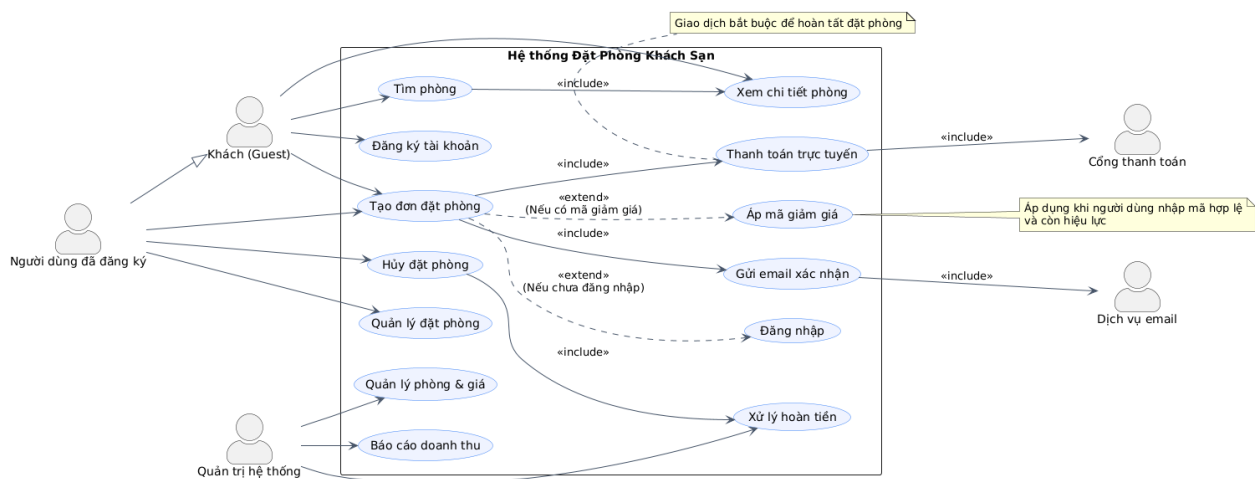 Giao dịch bắt buộc để hoàn tất đặt phòng
Hệ thống Đặt Phòng Khách Sạn
Tìm phòng
«include»
Xem chi tiết phòng
Khách (Guest)
Đăng ký tài khoản
«include»
Thanh toán trực tuyến
«include»
Cổng thanh toán
Tạo đơn đặt phòng
«extend»
(Nếu có mã giảm giá)
Áp mã giảm giá
Áp dụng khi người dùng nhập mã hợp lệ
và còn hiệu lực
«include»
Người dùng đã đăng ký
Hủy đặt phòng
«extend»
(Nếu chưa đăng nhập)
Gửi email xác nhận
«include»
Dịch vụ email
Quản lý đặt phòng
Đăng nhập
«include»
Quản lý phòng & giá
Xử lý hoàn tiền
Báo cáo doanh thu
Quản trị hệ thống